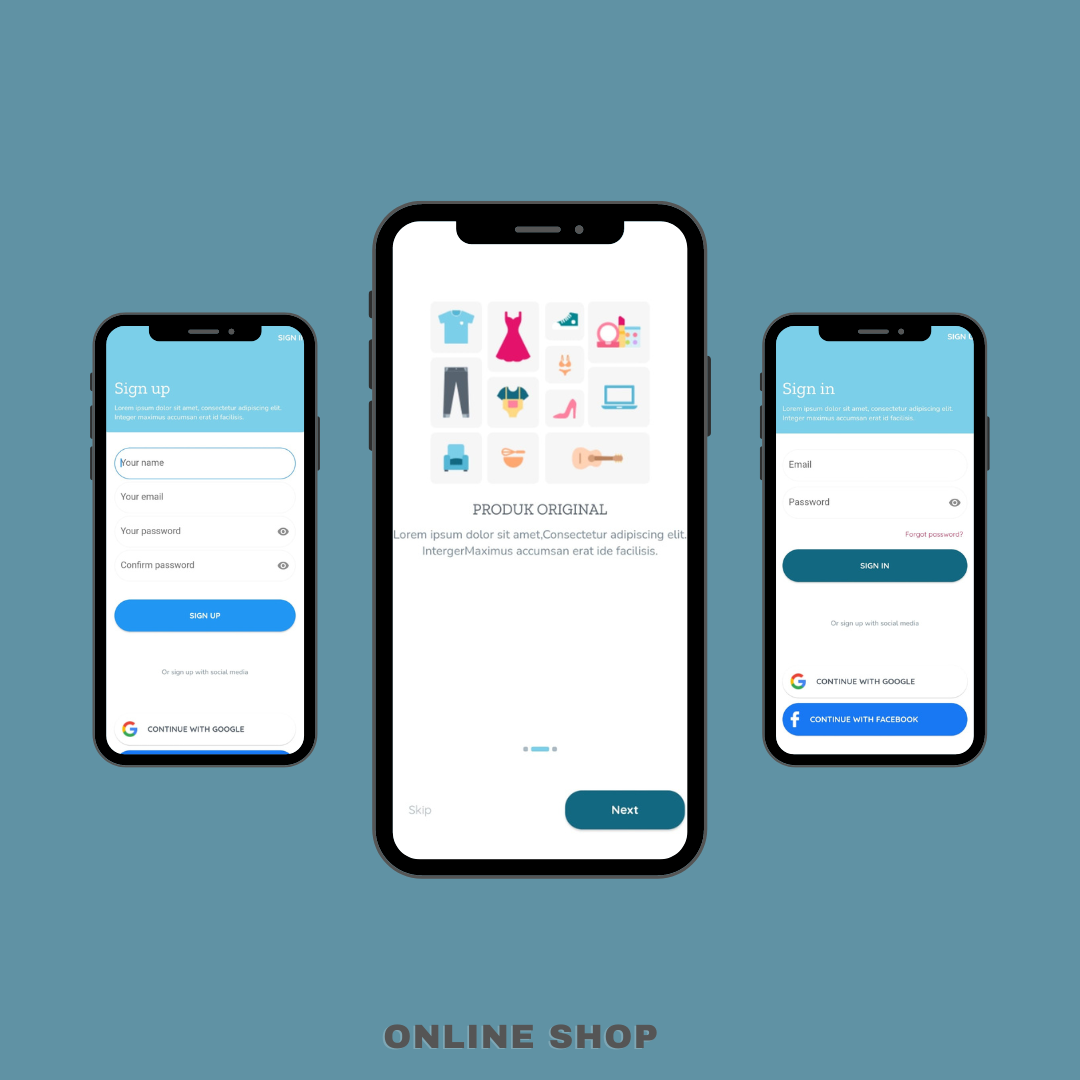 SIGN I
Sign up
Lorem ipsum dolor sit amet, consectetur adipiscing elit.
Integer maximus accumsan erat id facilisis.
Your name
Your email
Your password
Confirm password
SIGN UP
Or sign up with social media
CONTINUE WITH GOOGLE
PRODUK ORIGINAL
Lorem ipsum dolor sit amet,Consectetur adipiscing elit.
IntergerMaximus accumsan erat ide facilisis.
Skip
Next
SIGN
Sign in
Lorem ipsum dolor sit amet, consectetur adipiscing elit.
Integer maximus accumsan erat id facilisis
Email
Password
Forgot password?
SIGN IN
Or sign up with social media
CONTINUE WITH GOOGLE
CONTINUE WITH FACEBOOK
ONLINE SHOP